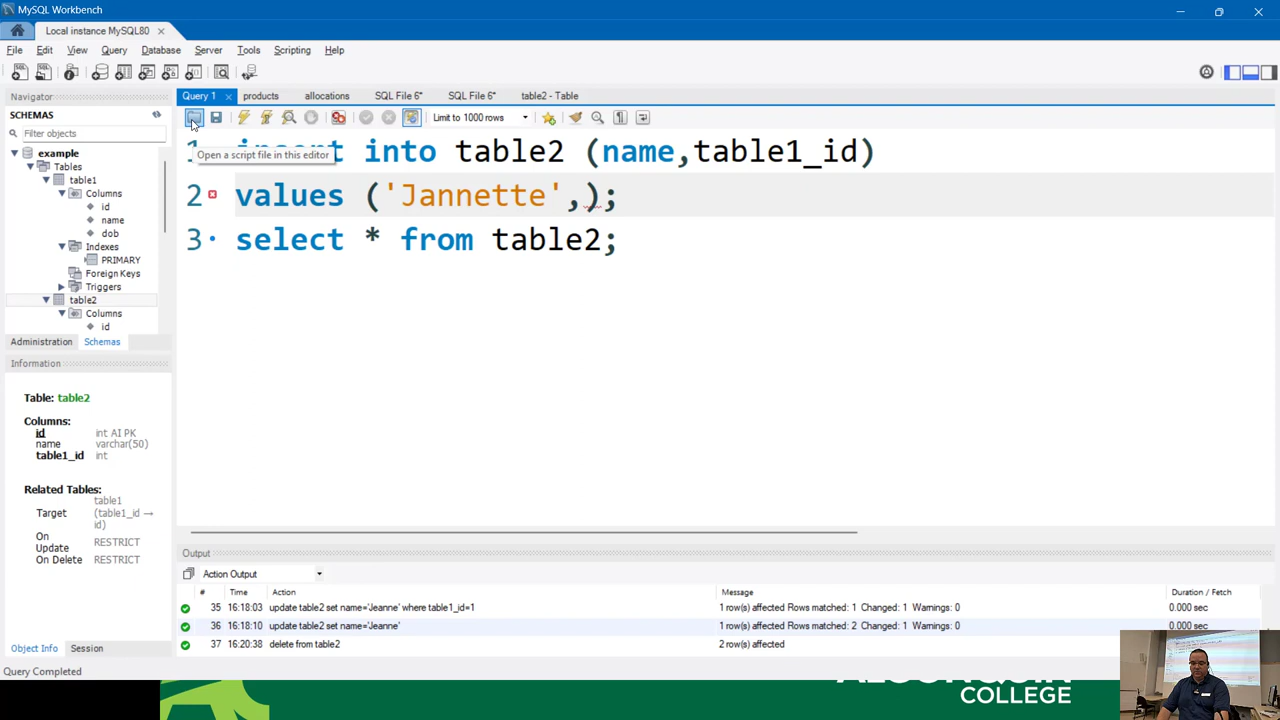 MySQL Workbench
Local instance MySQL80
File Edit View Query Database Server Tools Scripting Help
Navigator
SCHEMAS
Filter objects
example
Tables
table1
Columns
id
name
dob
Indexes
PRIMARY
Foreign Keys
Triggers
table2
Columns
id
Administration Schemas
Information
Table: table2
Columns:
id int AI PK
name varchar(50)
table1_id int
Related Tables:
table1
Target (table1_id →
id)
On
Update RESTRICT
On Delete RESTRICT
Object Info Session
Query Completed
Query 1 products allocations SQL File 6* SQL File 6* table2 - Table
Limit to 1000 rows
1 insert into table2 (name,table1_id)
Open a script file in this editor
2 values ('Jannette',);
3 select * from table2;
Output
Action Output
# Time Action Message Duration / Fetch
35 16:18:03 update table2 set name='Jeanne' where table1_id=1 1 row(s) affected Rows matched: 1 Changed: 1 Warnings: 0 0.000 sec
36 16:18:10 update table2 set name='Jeanne' 1 row(s) affected Rows matched: 2 Changed: 1 Warnings: 0 0.000 sec
37 16:20:38 delete from table2 2 row(s) affected
ALGONQUIN
COLLEGE